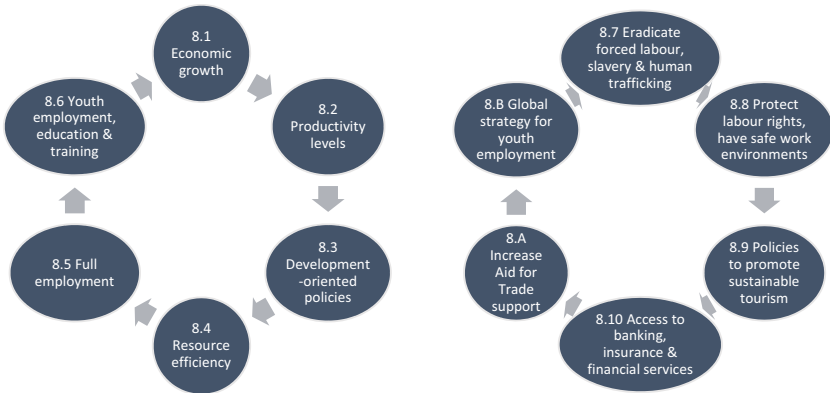 8.1
Economic
growth
8.2
Productivity
levels
8.3
Development
-oriented
policies
8.4
Resource
efficiency
8.5 Full
employment
8.6 Youth
employment,
education &
training
8.7 Eradicate
forced labour,
slavery & human
trafficking
8.8 Protect
labour rights,
have safe work
environments
8.9 Policies
to promote
sustainable
tourism
8.10 Access to
banking,
insurance &
financial services
8.A
Increase
Aid for
Trade
support
8.B Global
strategy for
youth
employment